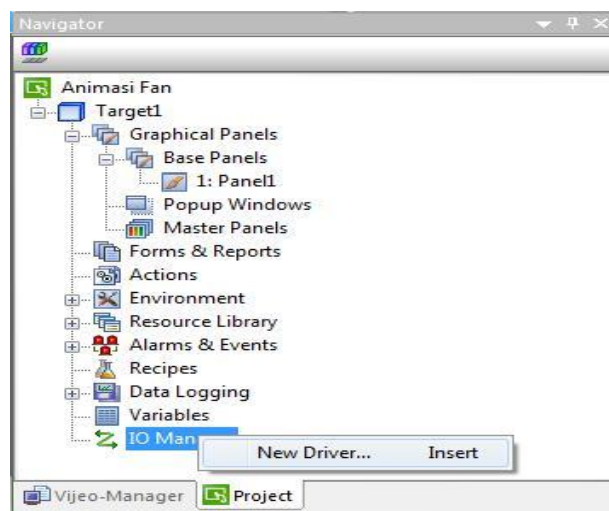 Navigator
Animasi Fan
Target1
Graphical Panels
Base Panels
1: Panel1
Popup Windows
Master Panels
Forms & Reports
Actions
Environment
Resource Library
Alarms & Events
Recipes
Data Logging
Variables
IO Man
New Driver... Insert
Vijeo-Manager Project